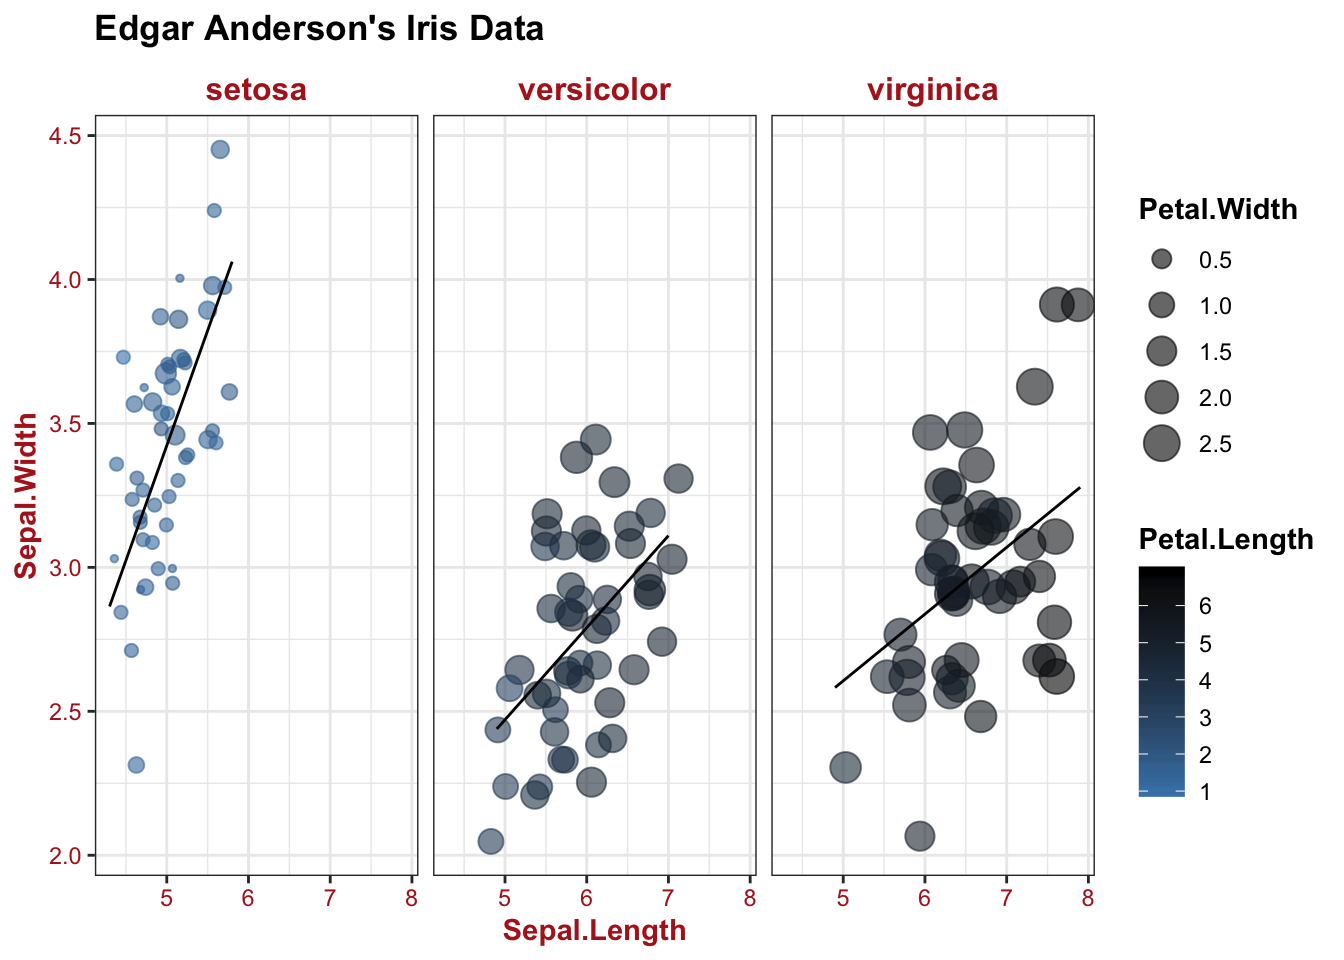 Edgar Anderson's Iris Data
setosa
versicolor
virginica
4.5
4.0
3.5
3.0
2.5
2.0
Sepal.Width
5 6 7 8
5 6 7 8
5 6 7 8
Sepal.Length
Petal.Width
0.5
1.0
1.5
2.0
2.5
Petal.Length
6
5
4
3
2
1